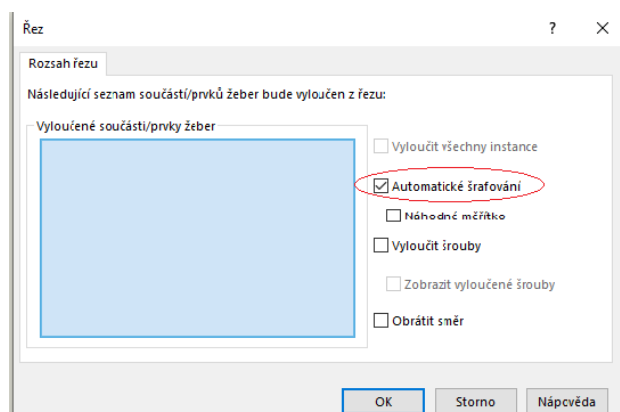 Řez ?
Rozsah řezu
Následující seznam součástí/prvků žeber bude vyloučen z řezu:
Vyloučené součásti/prvky žeber
Vyloučit všechny instance
Automatické šrafování
Náhodné měřítko
Vyloučit šrouby
Zobrazit vyloučené šrouby
Obrátit směr
OK Storno Nápověda